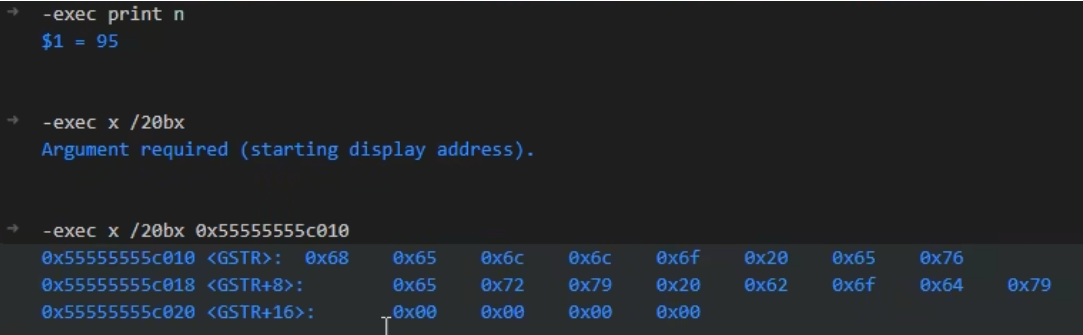 -exec print n
$1 = 95
-exec x /20bx
Argument required (starting display address).
-exec x /20bx 0x55555555c010
0x55555555c010 <GSTR>: 0x68 0x65 0x6c 0x6c 0x6f 0x20 0x65 0x76
0x55555555c018 <GSTR+8>: 0x65 0x72 0x79 0x20 0x62 0x6f 0x64 0x79
0x55555555c020 <GSTR+16>: 0x00 0x00 0x00 0x00